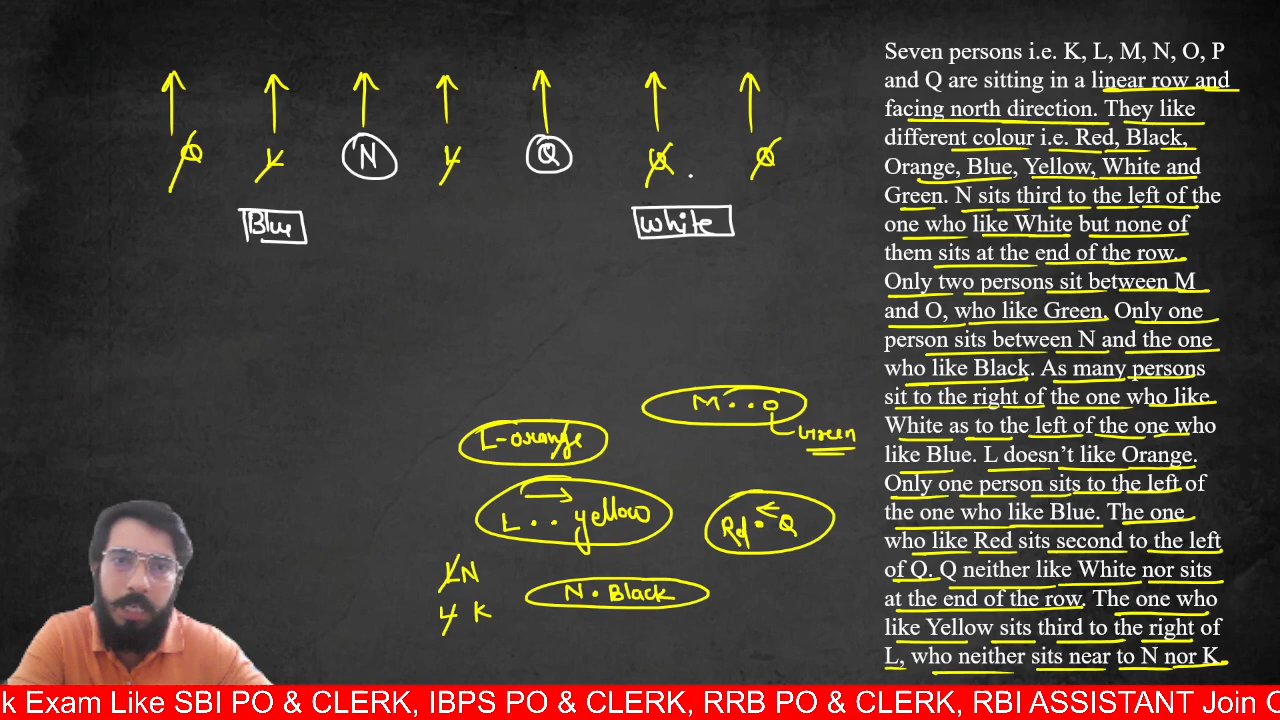 Seven persons i.e. K, L, M, N, O, P
and Q are sitting in a linear row and
facing north direction. They like
different colour i.e. Red, Black,
Orange, Blue, Yellow, White and
Green. N sits third to the left of the
one who like White but none of
them sits at the end of the row.
Only two persons sit between M
and O, who like Green. Only one
person sits between N and the one
who like Black. As many persons
sit to the right of the one who like
White as to the left of the one who
like Blue. L doesn't like Orange.
Only one person sits to the left of
the one who like Blue. The one
who like Red sits second to the left
of Q. Q neither like White nor sits
at the end of the row. The one who
like Yellow sits third to the right of
L, who neither sits near to N nor K.
N Q
Blue White
M . . O
Green
L-orange
L . . yellow
Red . Q
N . Black
L N
L K
k Exam Like SBI PO & CLERK, IBPS PO & CLERK, RRB PO & CLERK, RBI ASSISTANT Join